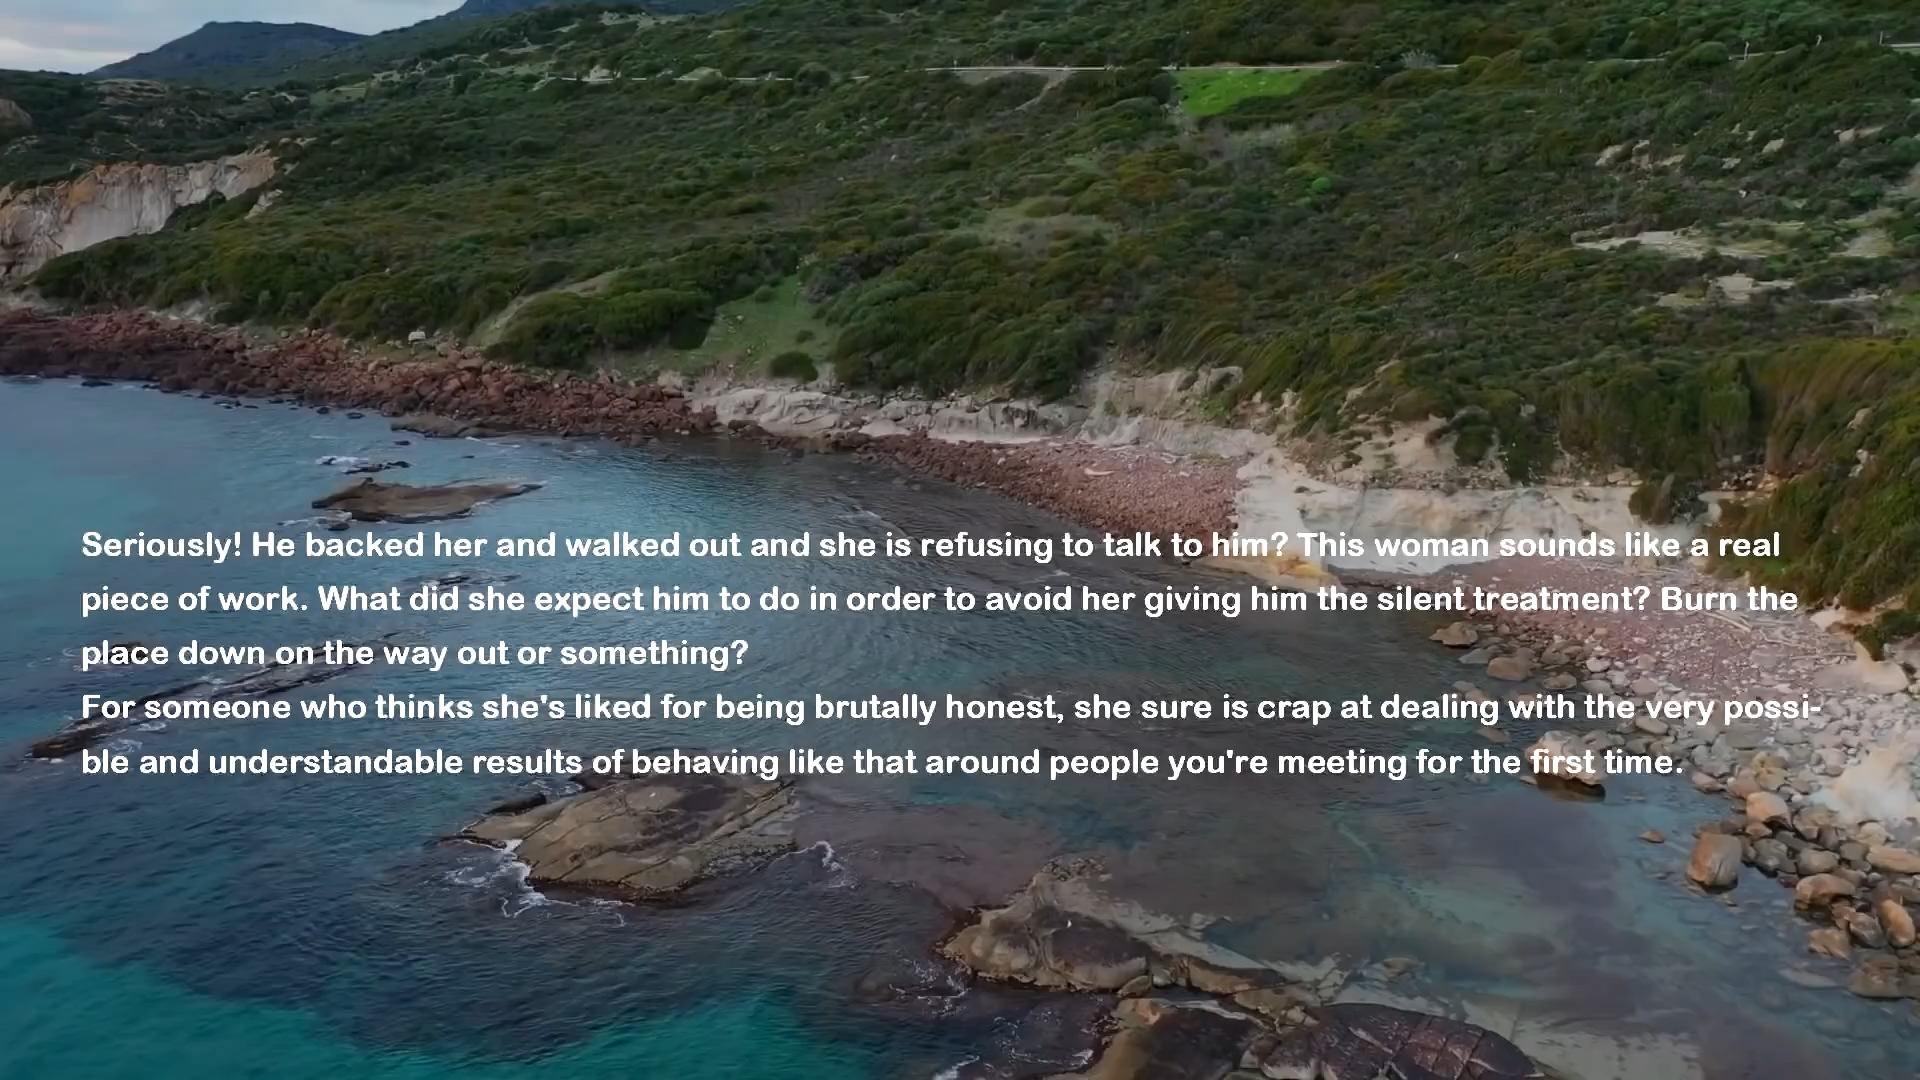 Seriously! He backed her and walked out and she is refusing to talk to him? This woman sounds like a real
piece of work. What did she expect him to do in order to avoid her giving him the silent treatment? Burn the
place down on the way out or something?
For someone who thinks she's liked for being brutally honest, she sure is crap at dealing with the very possi-
ble and understandable results of behaving like that around people you're meeting for the first time.